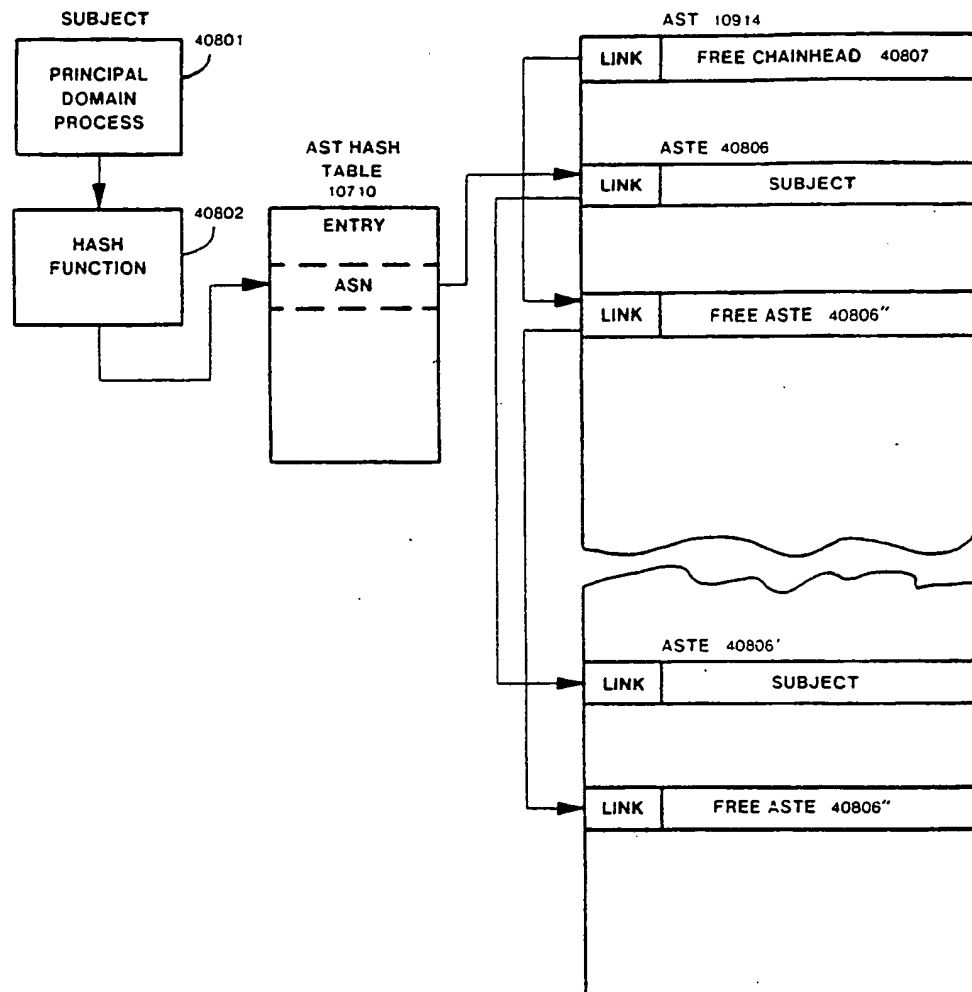 SUBJECT
40801
PRINCIPAL
DOMAIN
PROCESS
40802
HASH
FUNCTION
AST HASH
TABLE
10710
ENTRY
ASN
AST 10914
LINK FREE CHAINHEAD 40807
ASTE 40806
LINK SUBJECT
LINK FREE ASTE 40806"
ASTE 40806'
LINK SUBJECT
LINK FREE ASTE 40806"